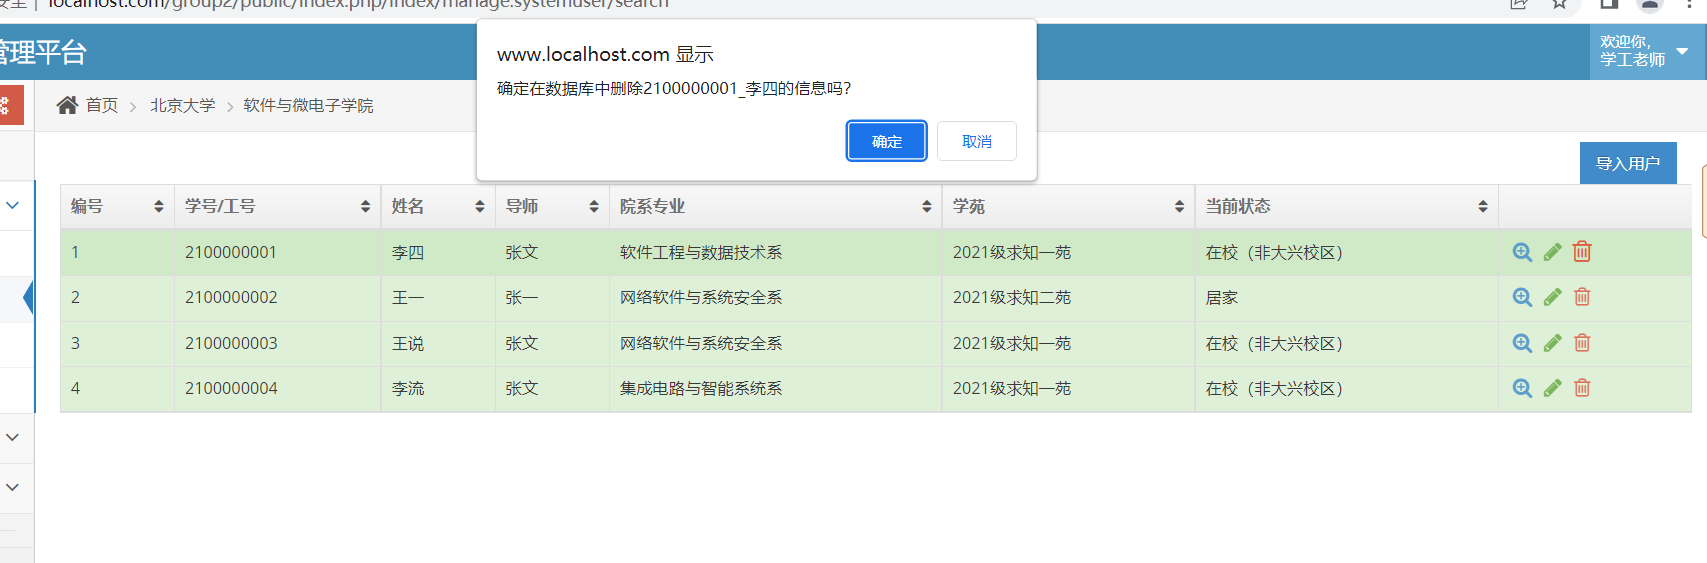 安全 | localhost.com/group2/public/index.php/index/manage.systemuser/search
管理平台
欢迎你,
学工老师
www.localhost.com 显示
确定在数据库中删除2100000001_李四的信息吗?
确定
取消
首页 > 北京大学 > 软件与微电子学院
导入用户
编号 学号/工号 姓名 导师 院系专业 学苑 当前状态
1 2100000001 李四 张文 软件工程与数据技术系 2021级求知一苑 在校（非大兴校区）
2 2100000002 王一 张一 网络软件与系统安全系 2021级求知二苑 居家
3 2100000003 王说 张文 网络软件与系统安全系 2021级求知一苑 在校（非大兴校区）
4 2100000004 李流 张文 集成电路与智能系统系 2021级求知一苑 在校（非大兴校区）